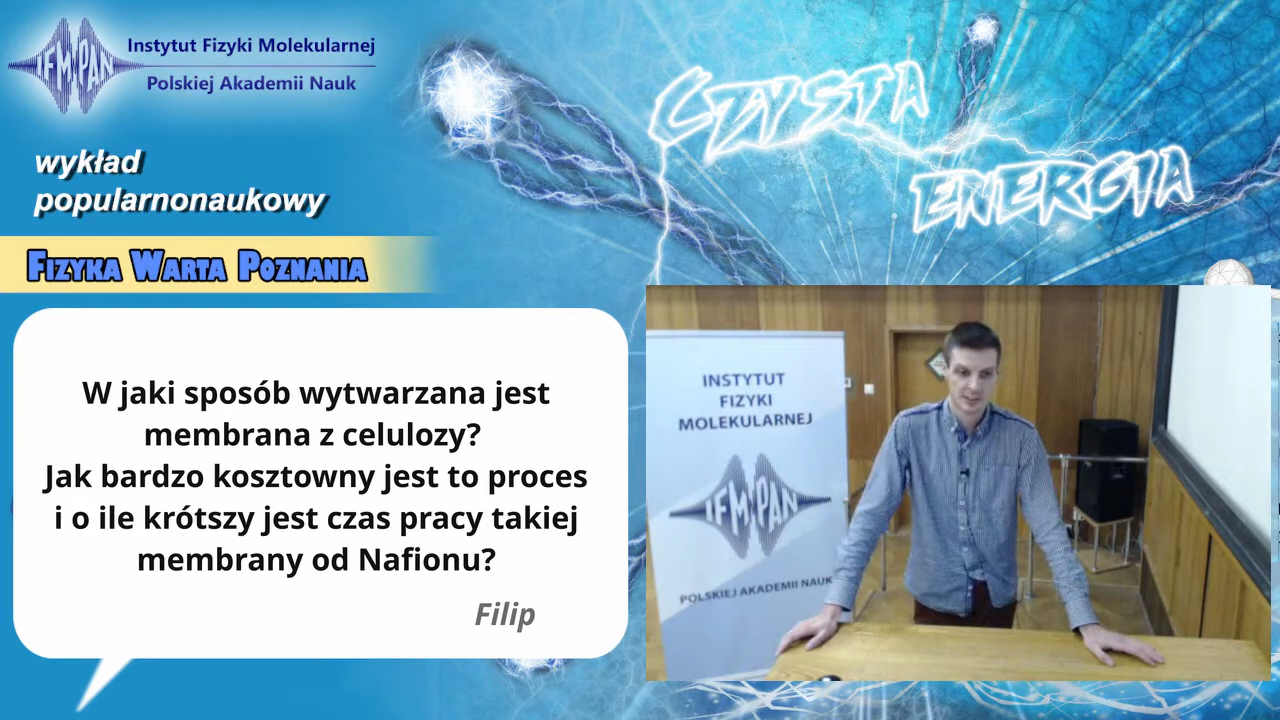 IFM PAN
Instytut Fizyki Molekularnej
Polskiej Akademii Nauk
wykład
popularnonaukowy
Fizyka Warta Poznania
CZYSTA
ENERGIA
W jaki sposób wytwarzana jest
membrana z celulozy?
Jak bardzo kosztowny jest to proces
i o ile krótszy jest czas pracy takiej
membrany od Nafionu?
Filip
INSTYTUT
FIZYKI
MOLEKULARNEJ
IFM PAN
POLSKIEJ AKADEMII NAUK